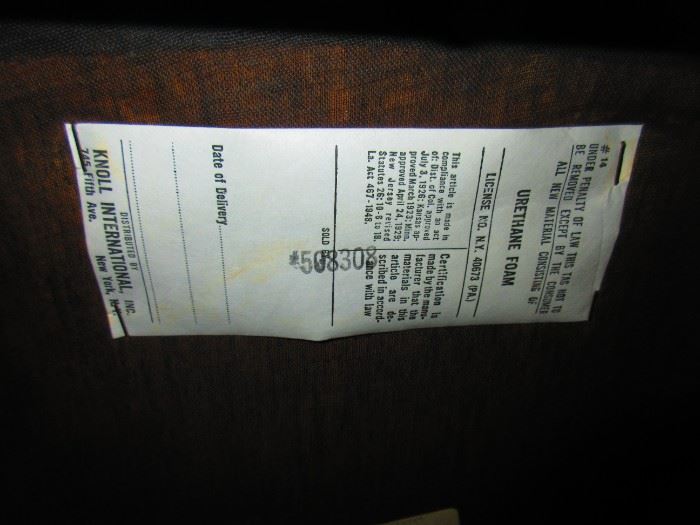 # 14
UNDER PENALTY OF LAW THIS TAG NOT TO
BE REMOVED EXCEPT BY THE CONSUMER
ALL NEW MATERIAL CONSISTING OF
URETHANE FOAM
LICENSE NO. N.Y. 40673 (PA.)
This article is made in
compliance with an act
of: Dist. of Col. approved
July 3, 1926; Kansas ap-
proved March 1923; Minn.
approved April 24, 1929;
New Jersey revised
Statutes 26:10-6 to 18.
La. Act 467-1948.
Certification is
made by the manu-
facturer that the
materials in this
article are de-
scribed in accord-
ance with law
SOLD
#508308
Date of Delivery
DISTRIBUTED BY
KNOLL INTERNATIONAL, INC.
745 Fifth Ave. New York, N.Y.